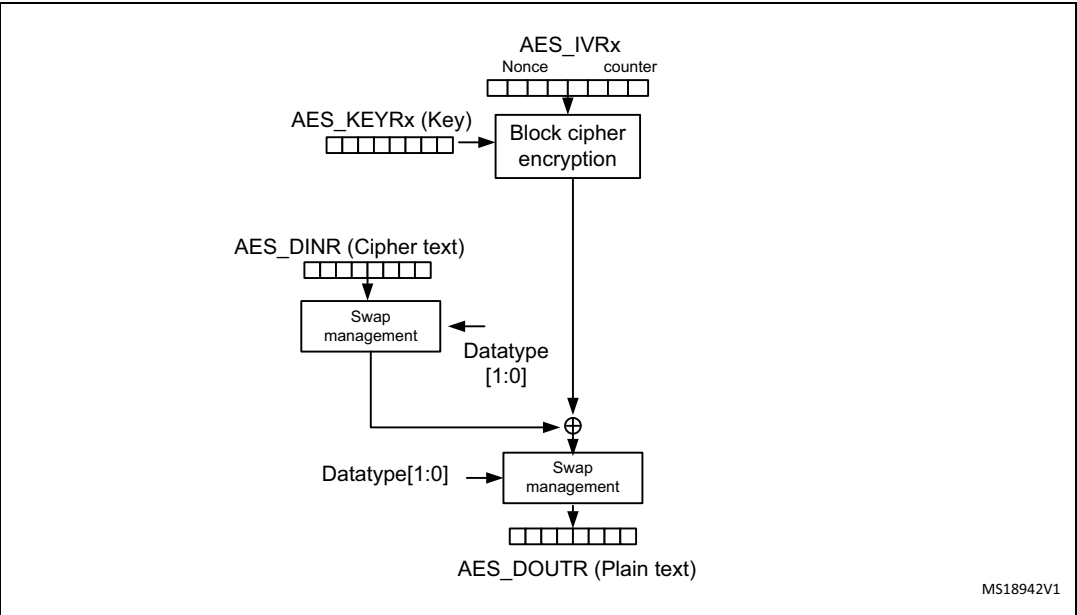 AES_IVRx
Nonce counter
AES_KEYRx (Key)
Block cipher
encryption
AES_DINR (Cipher text)
Swap
management
Datatype
[1:0]
Datatype[1:0]
Swap
management
AES_DOUTR (Plain text)
MS18942V1